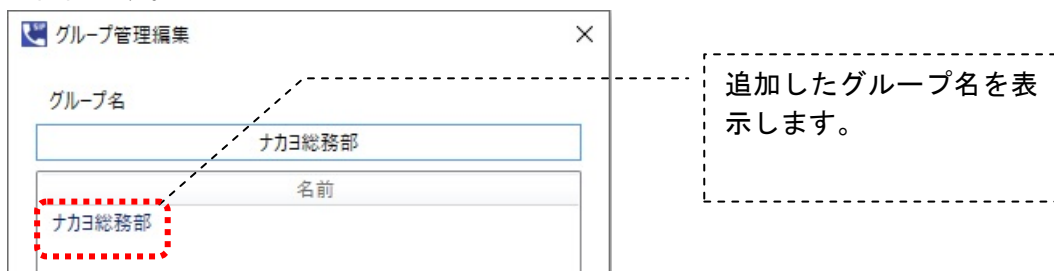 グループ管理編集
グループ名
ナカヨ総務部
名前
ナカヨ総務部
追加したグループ名を表
示します。